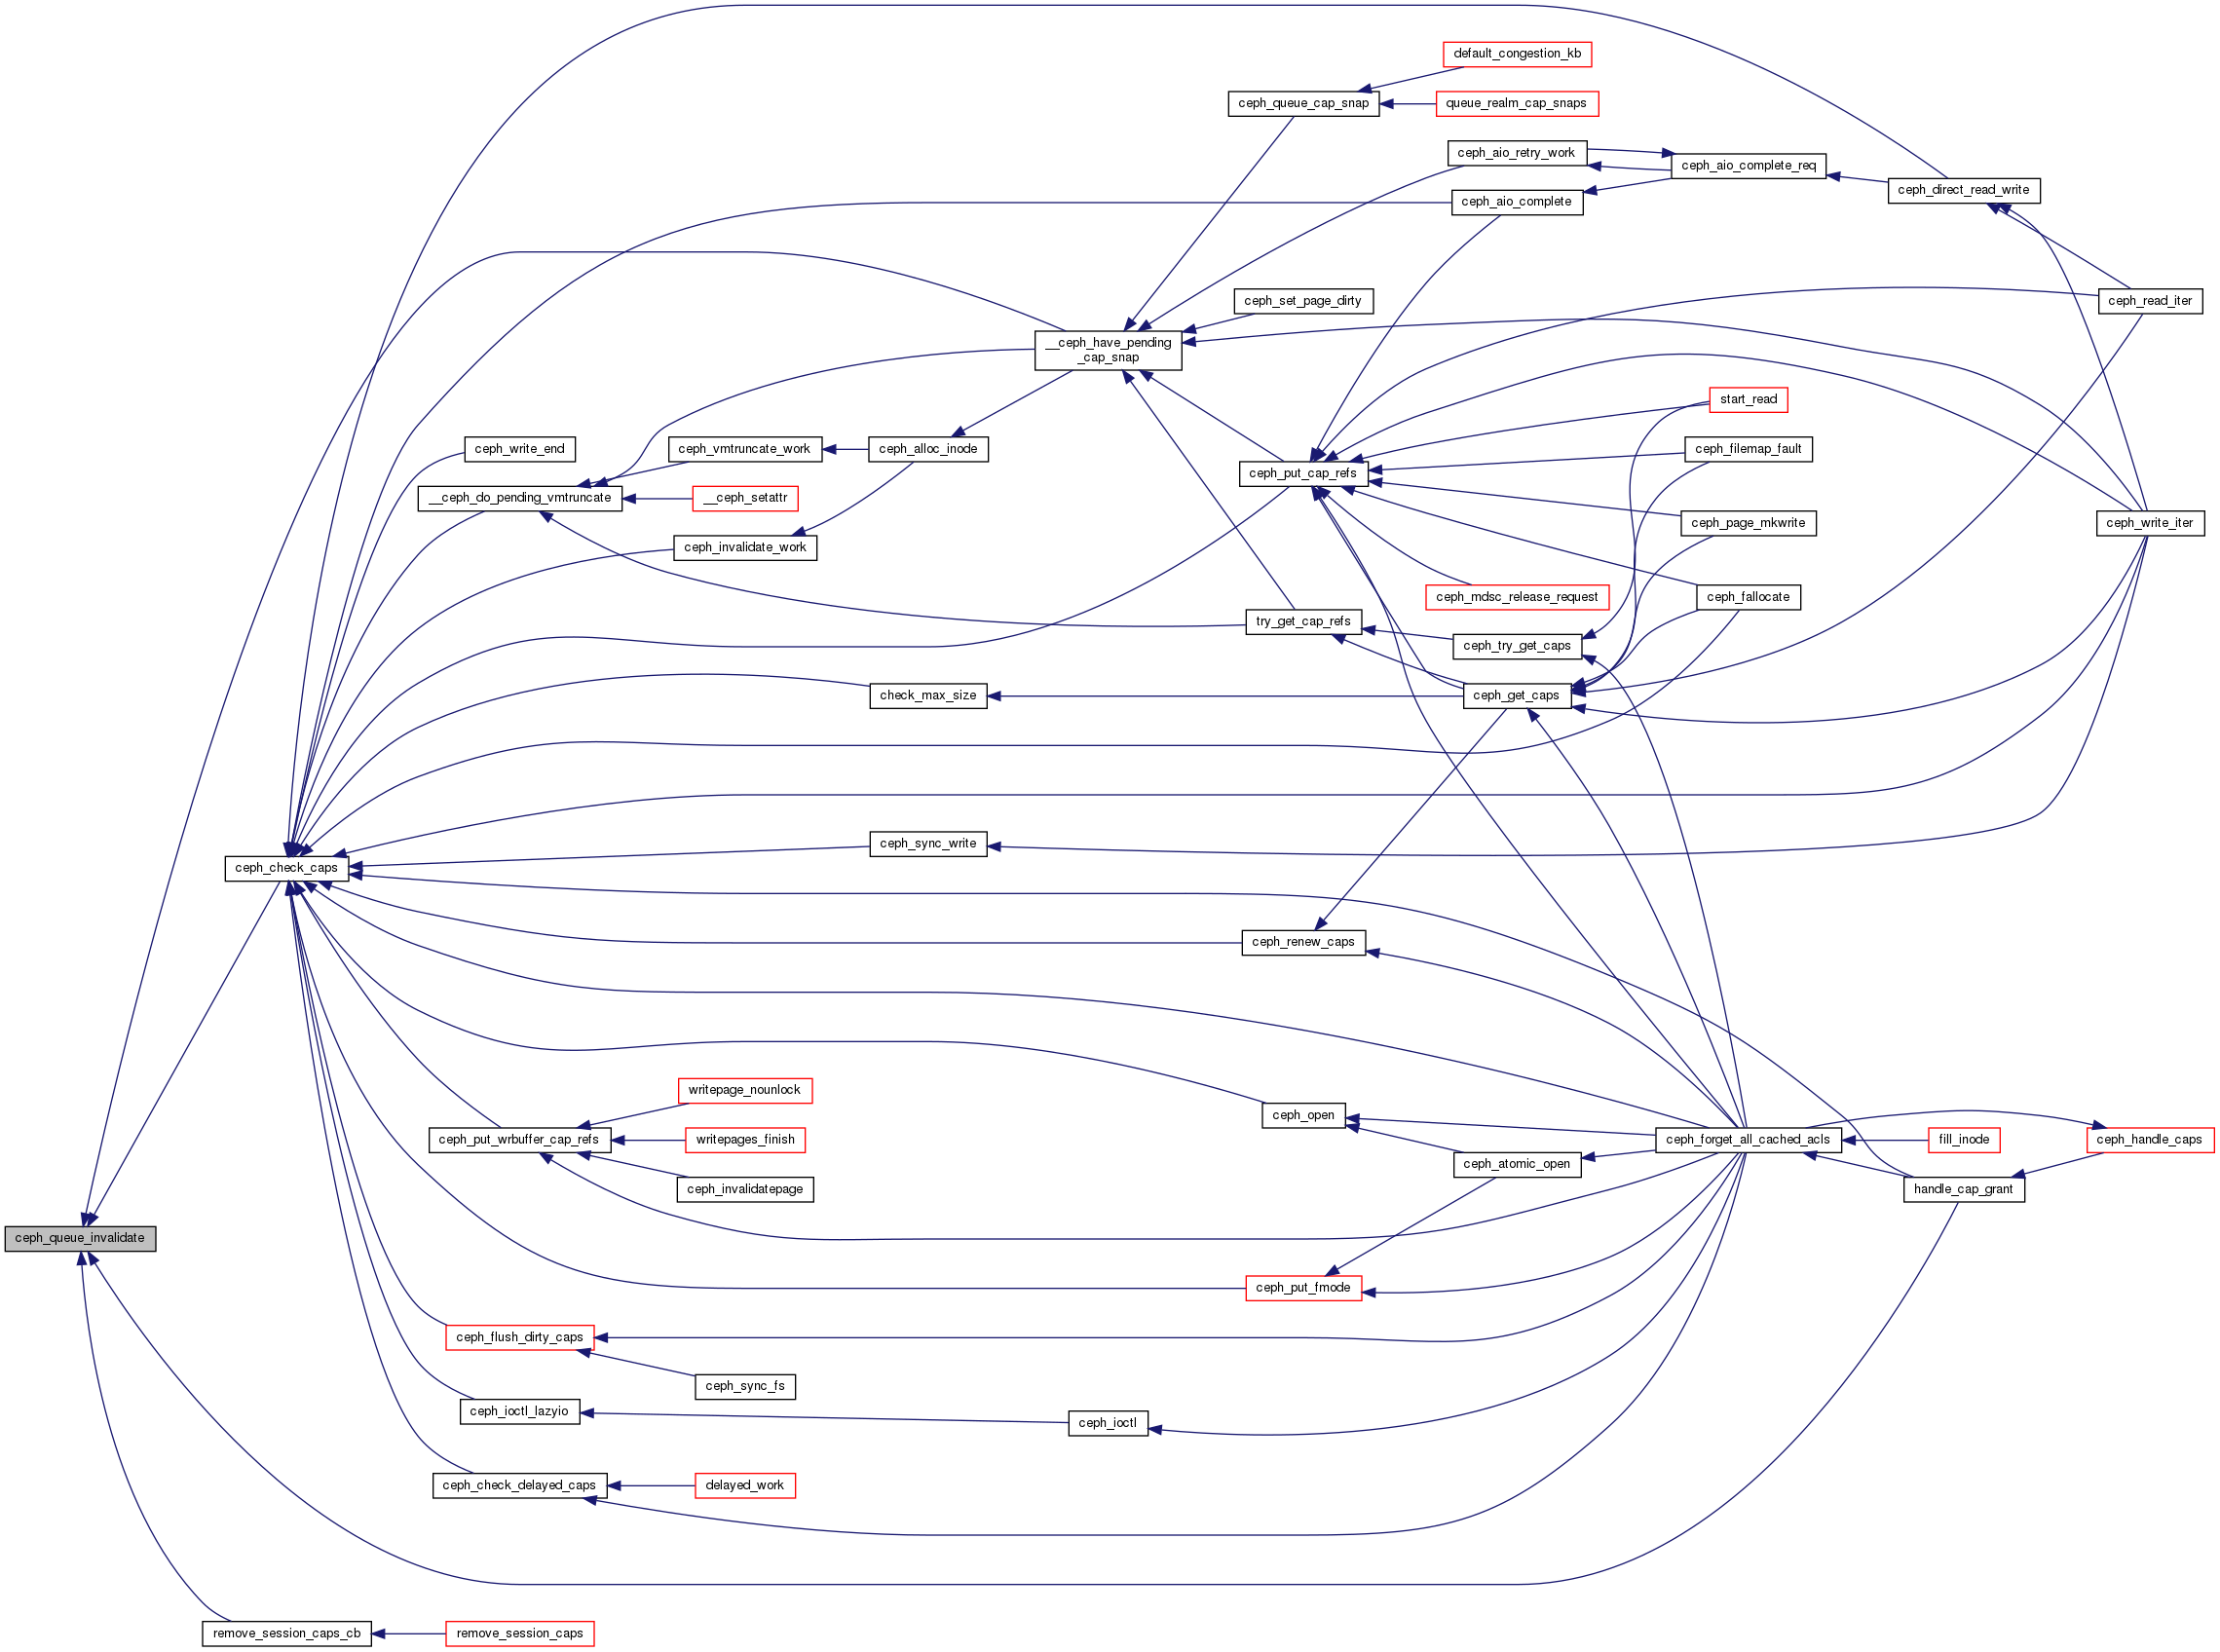 default_congestion_kb
ceph_queue_cap_snap
queue_realm_cap_snaps
ceph_aio_retry_work
ceph_aio_complete_req
ceph_direct_read_write
ceph_aio_complete
ceph_set_page_dirty
ceph_read_iter
__ceph_have_pending
_cap_snap
start_read
ceph_write_end
ceph_vmtruncate_work
ceph_alloc_inode
ceph_filemap_fault
ceph_put_cap_refs
__ceph_do_pending_vmtruncate
__ceph_setattr
ceph_page_mkwrite
ceph_write_iter
ceph_invalidate_work
ceph_mdsc_release_request
ceph_fallocate
try_get_cap_refs
ceph_try_get_caps
check_max_size
ceph_get_caps
ceph_sync_write
ceph_check_caps
ceph_renew_caps
writepage_nounlock
ceph_open
ceph_put_wrbuffer_cap_refs
writepages_finish
ceph_forget_all_cached_acls
fill_inode
ceph_handle_caps
ceph_atomic_open
ceph_invalidatepage
handle_cap_grant
ceph_queue_invalidate
ceph_put_fmode
ceph_flush_dirty_caps
ceph_sync_fs
ceph_ioctl_lazyio
ceph_ioctl
ceph_check_delayed_caps
delayed_work
remove_session_caps_cb
remove_session_caps